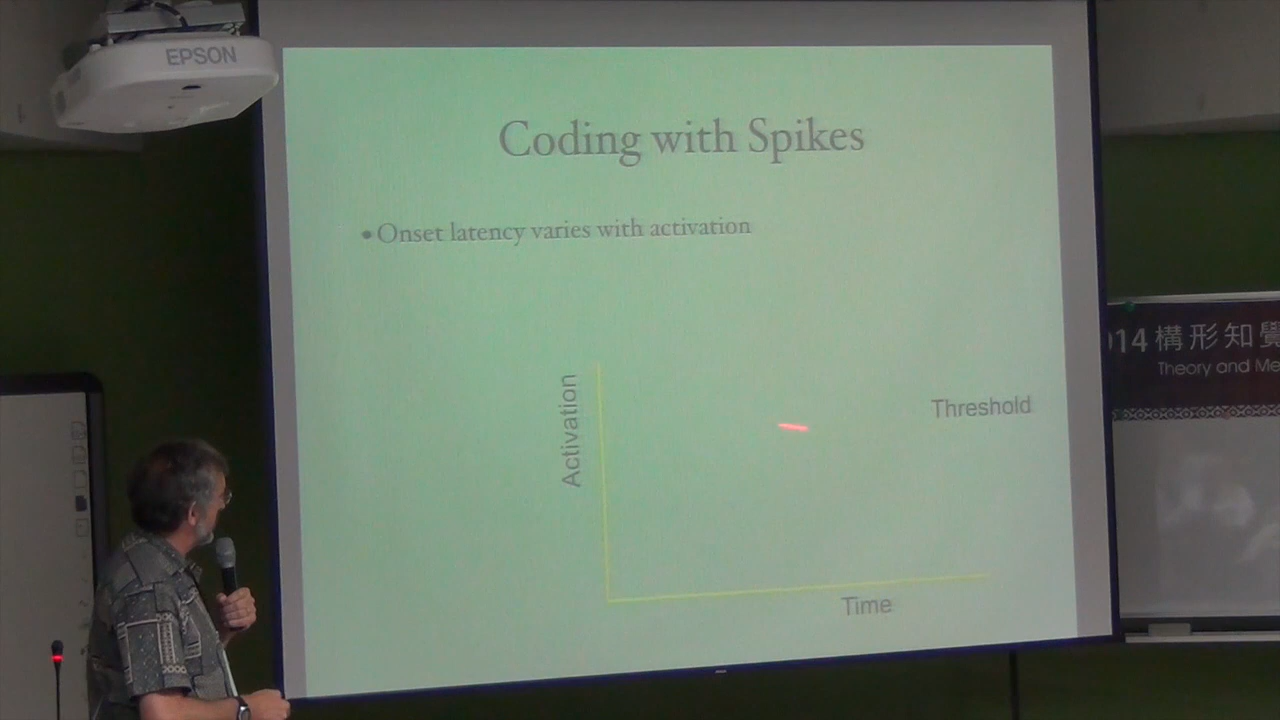 EPSON
Coding with Spikes
• Onset latency varies with activation
Activation
Threshold
Time
014 構形知覺
Theory and Me